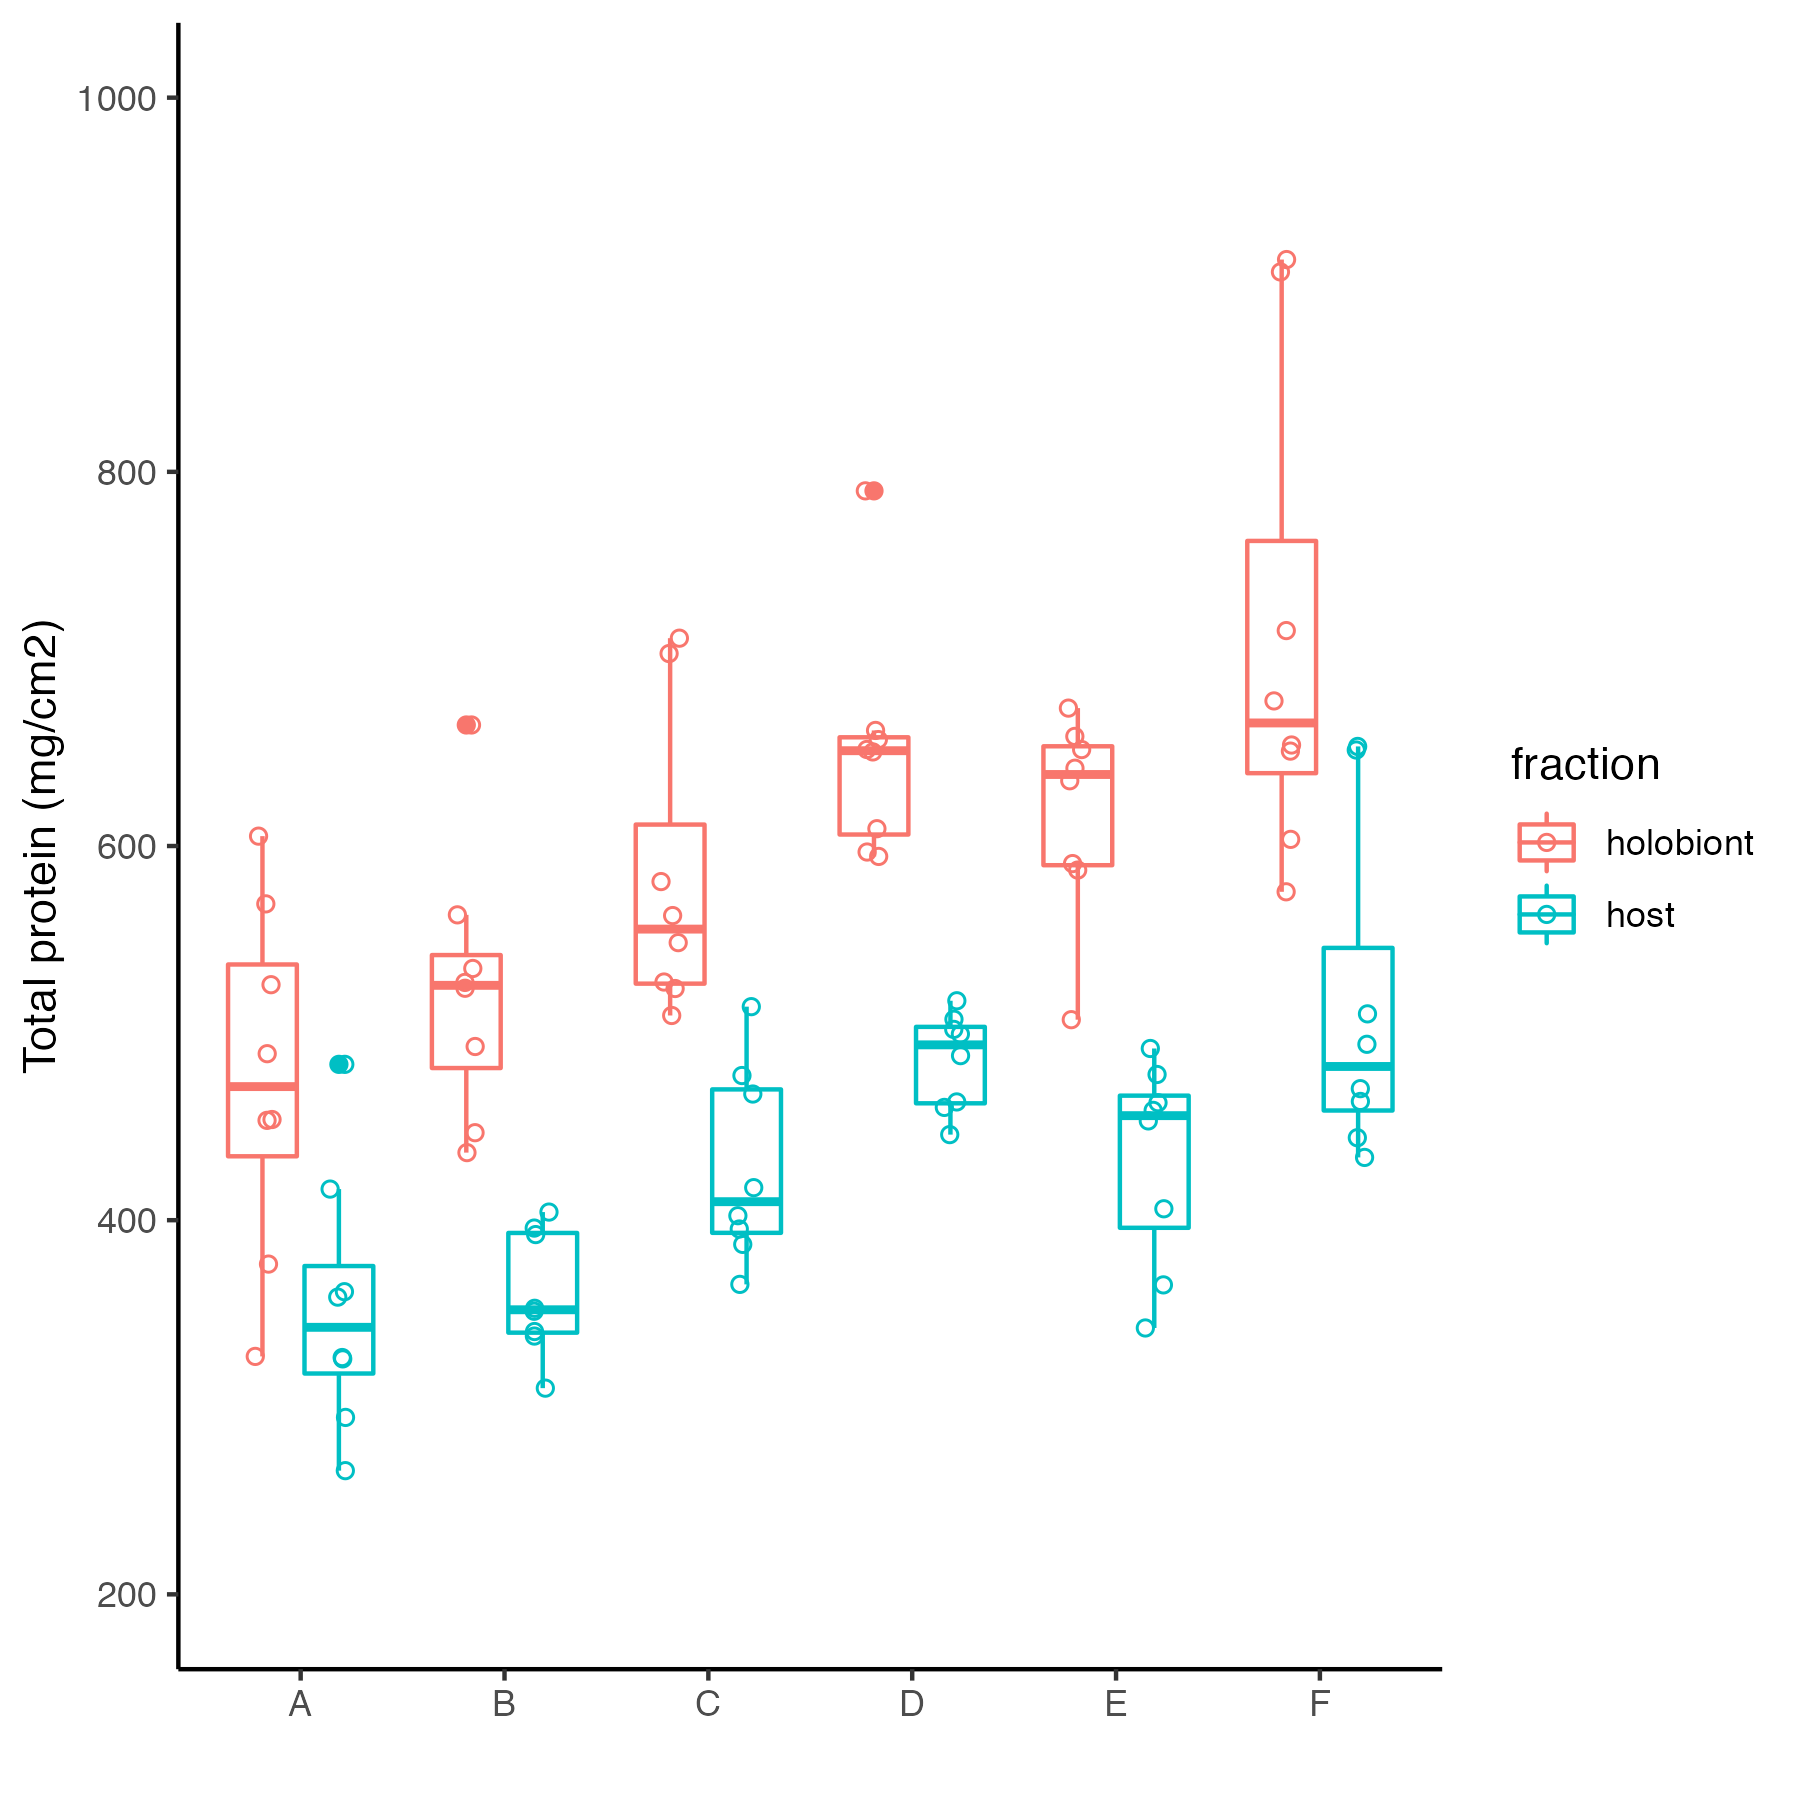 1000
800
600
400
200
Total protein (mg/cm2)
A B C D E F
fraction
holobiont
host